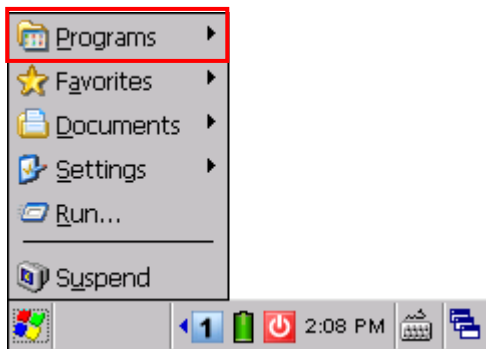 Programs
Favorites
Documents
Settings
Run...
Suspend
1 2:08 PM